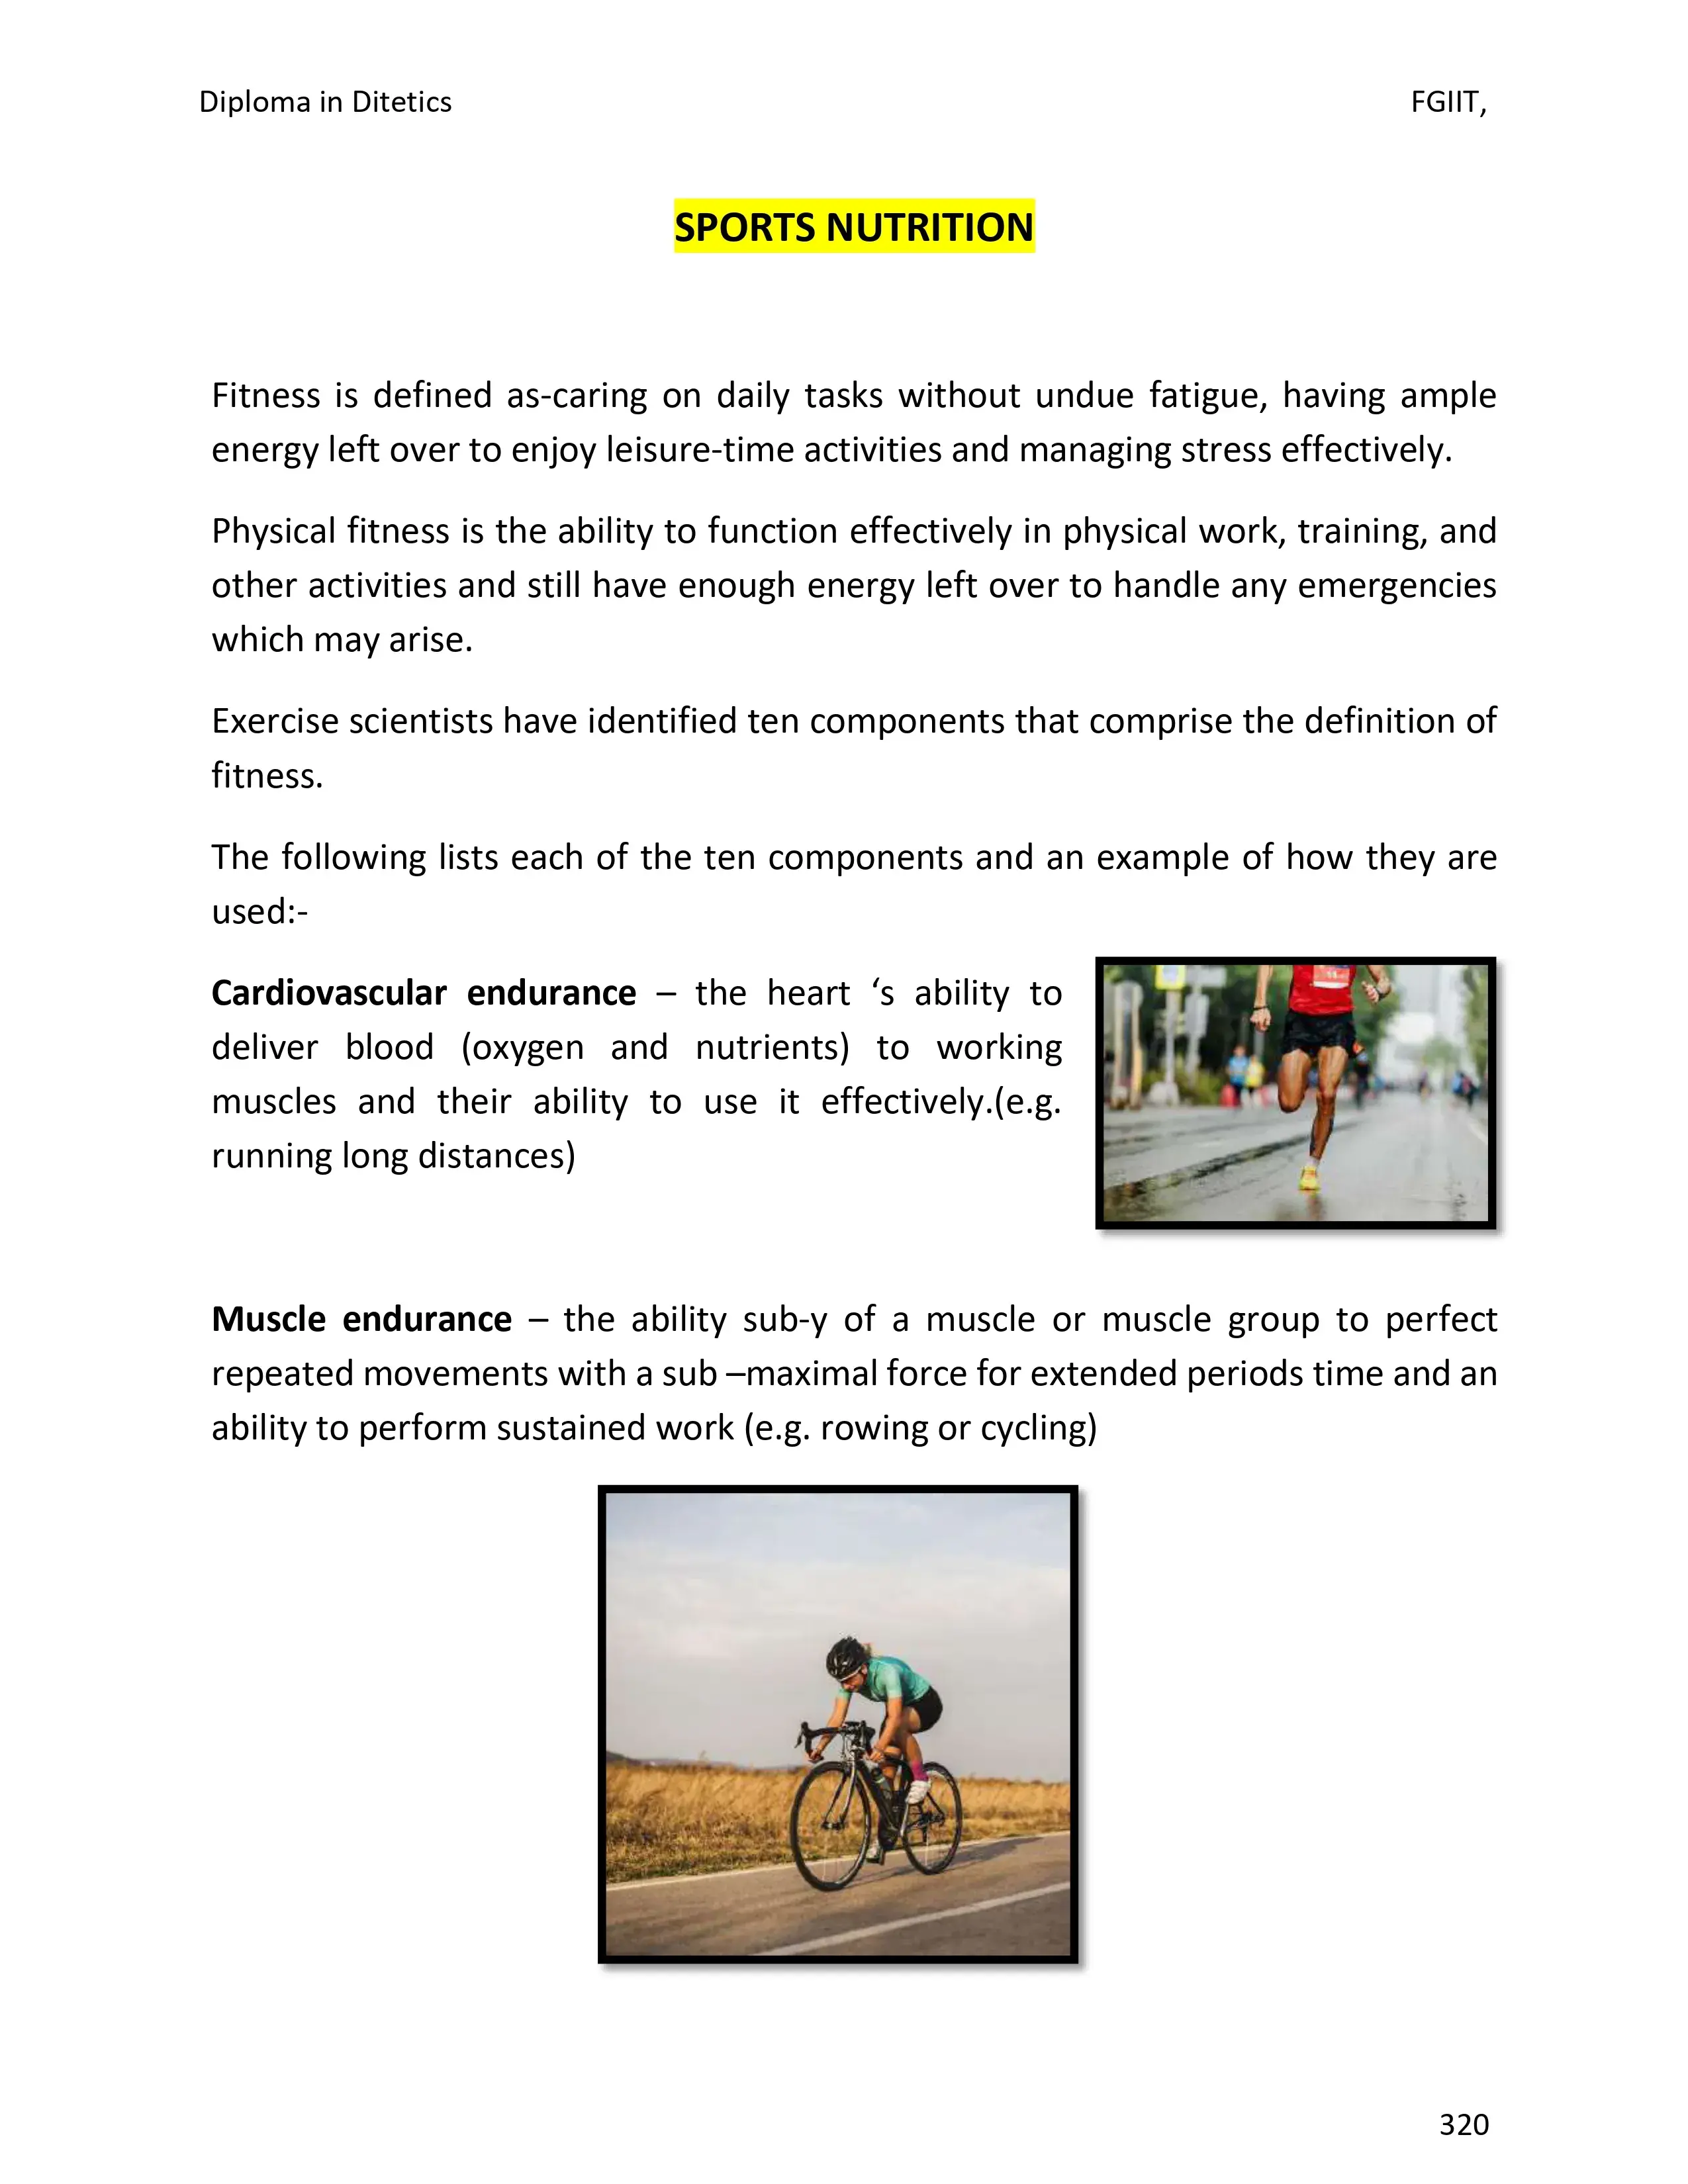 Diploma in Ditetics FGIIT,
SPORTS NUTRITION
Fitness is defined as-caring on daily tasks without undue fatigue, having ample
energy left over to enjoy leisure-time activities and managing stress effectively.
Physical fitness is the ability to function effectively in physical work, training, and
other activities and still have enough energy left over to handle any emergencies
which may arise.
Exercise scientists have identified ten components that comprise the definition of
fitness.
The following lists each of the ten components and an example of how they are
used:-
Cardiovascular endurance – the heart ‘s ability to
deliver blood (oxygen and nutrients) to working
muscles and their ability to use it effectively.(e.g.
running long distances)
Muscle endurance – the ability sub-y of a muscle or muscle group to perfect
repeated movements with a sub –maximal force for extended periods time and an
ability to perform sustained work (e.g. rowing or cycling)
320